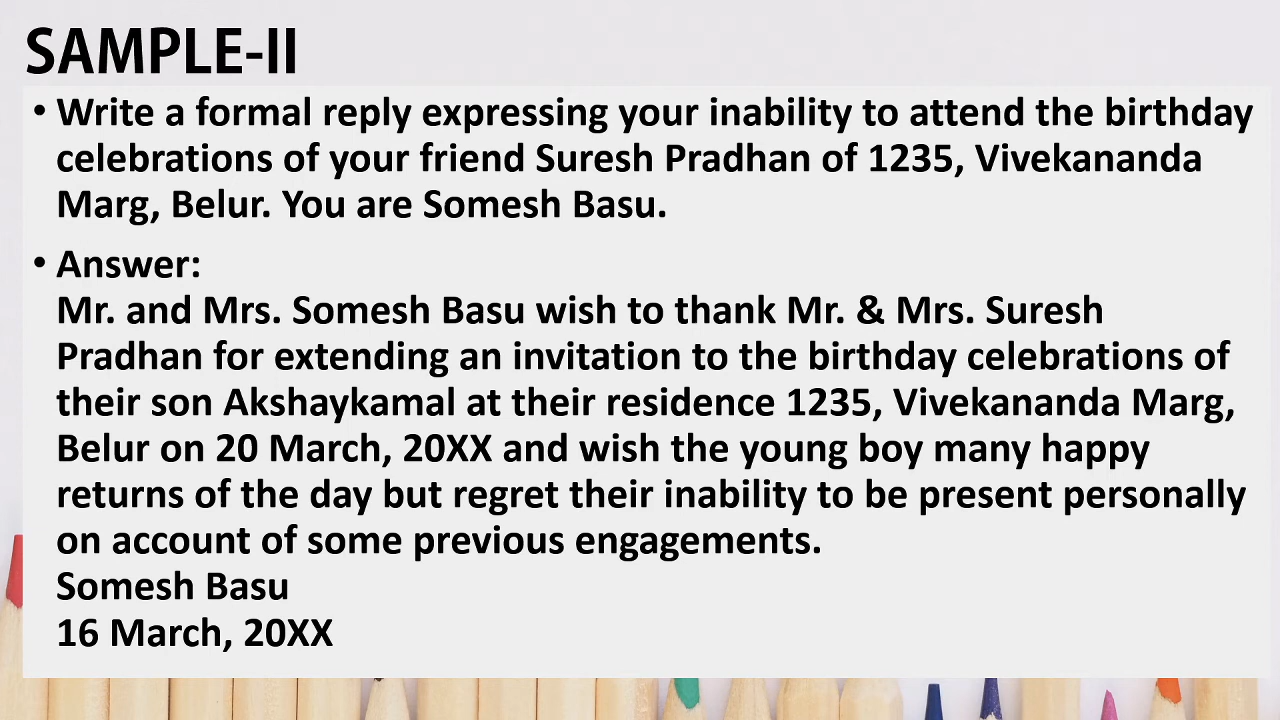 SAMPLE-II
• Write a formal reply expressing your inability to attend the birthday
celebrations of your friend Suresh Pradhan of 1235, Vivekananda
Marg, Belur. You are Somesh Basu.
• Answer:
Mr. and Mrs. Somesh Basu wish to thank Mr. & Mrs. Suresh
Pradhan for extending an invitation to the birthday celebrations of
their son Akshaykamal at their residence 1235, Vivekananda Marg,
Belur on 20 March, 20XX and wish the young boy many happy
returns of the day but regret their inability to be present personally
on account of some previous engagements.
Somesh Basu
16 March, 20XX